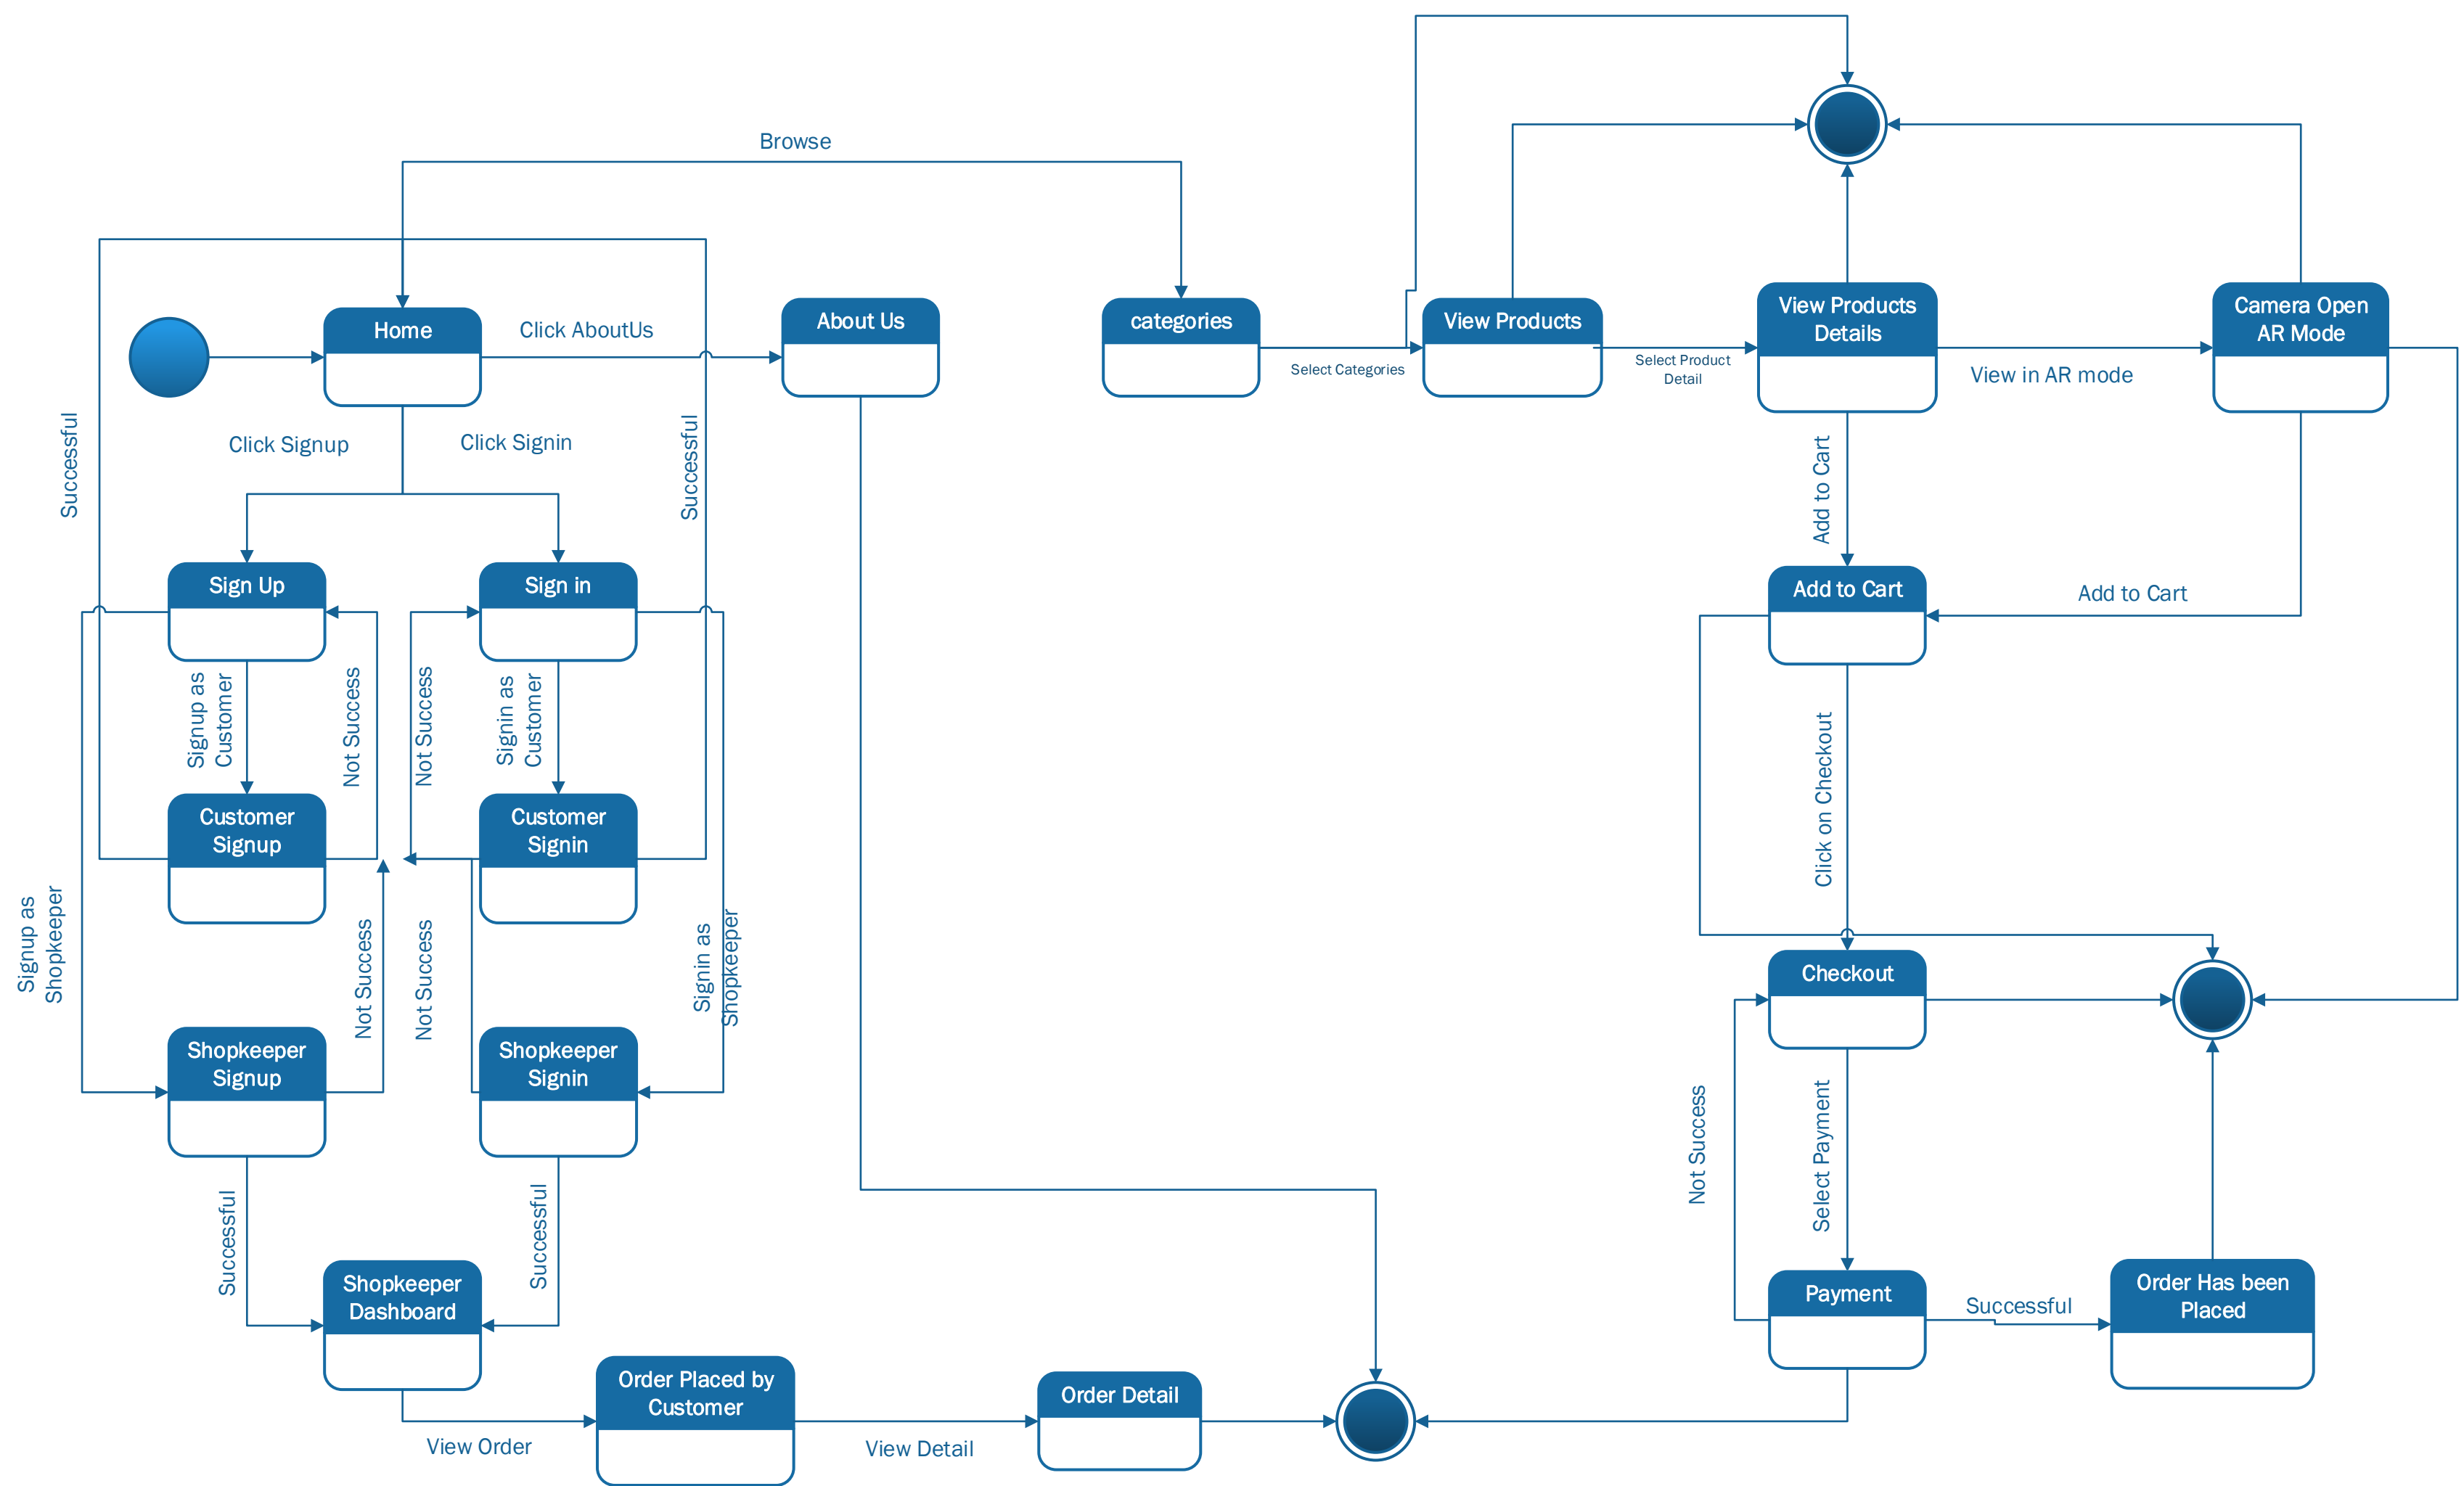 Browse
Home
Click AboutUs
About Us
categories
Select Categories
View Products
Select Product
Detail
View Products
Details
View in AR mode
Camera Open
AR Mode
Successful
Click Signup
Click Signin
Successful
Add to Cart
Sign Up
Sign in
Add to Cart
Add to Cart
Signup as
Customer
Not Success
Not Success
Signin as
Customer
Click on Checkout
Customer
Signup
Customer
Signin
Signup as
Shopkeeper
Not Success
Not Success
Signin as
Shopkeeper
Checkout
Shopkeeper
Signup
Shopkeeper
Signin
Not Success
Select Payment
Successful
Successful
Shopkeeper
Dashboard
Payment
Successful
Order Has been
Placed
Order Placed by
Customer
Order Detail
View Order
View Detail